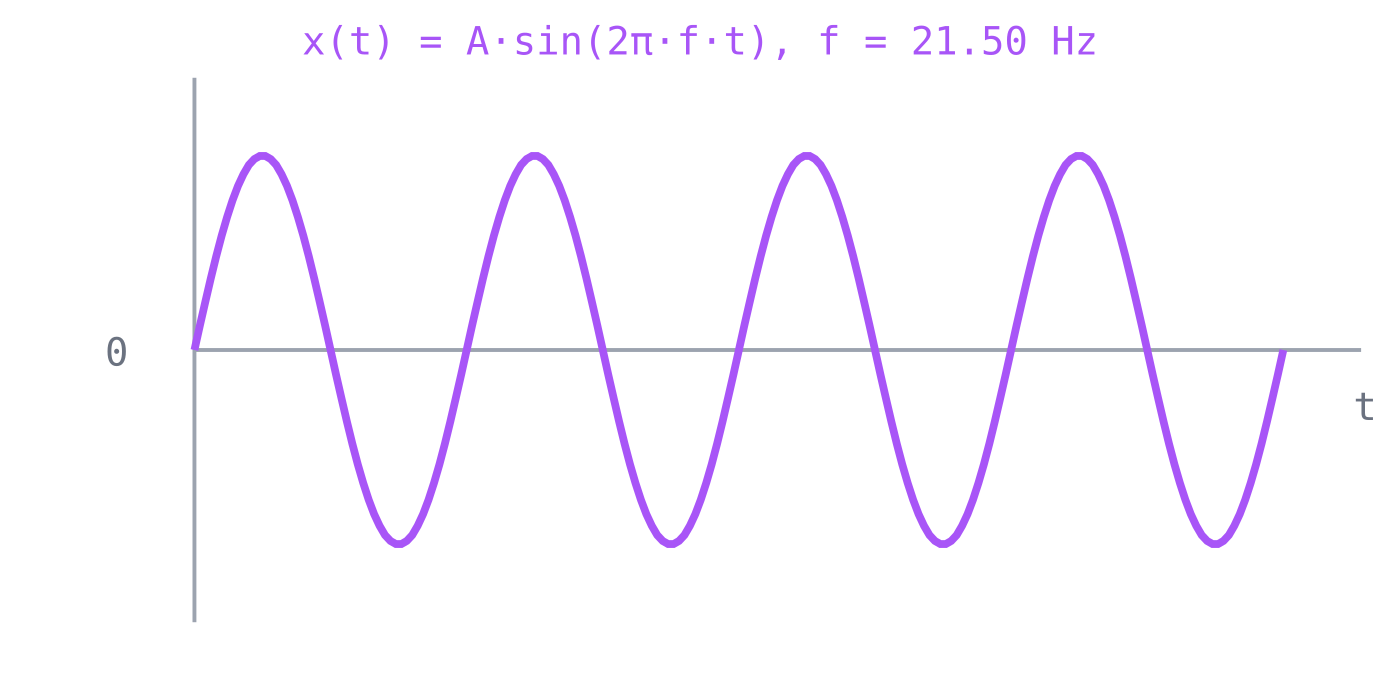 x(t) = A·sin(2π·f·t), f = 21.50 Hz
0
t